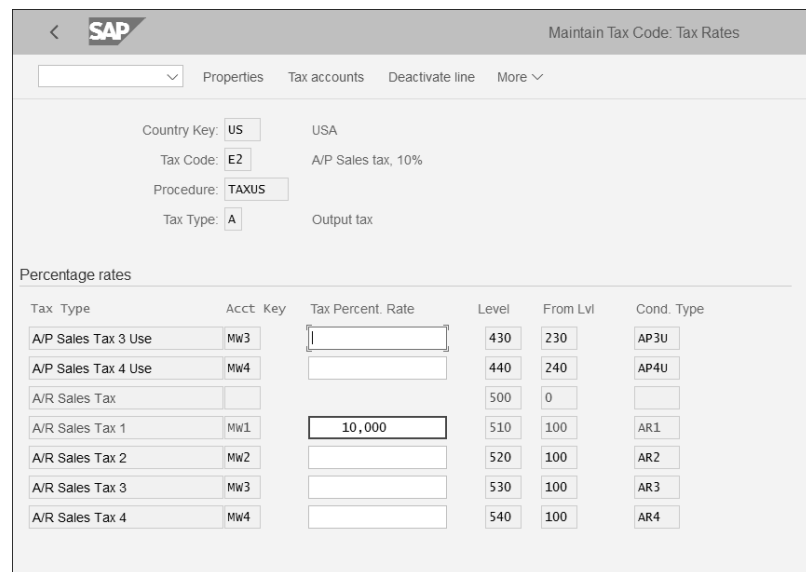 SAP Maintain Tax Code: Tax Rates
Properties Tax accounts Deactivate line More
Country Key: US USA
Tax Code: E2 A/P Sales tax, 10%
Procedure: TAXUS
Tax Type: A Output tax
Percentage rates
Tax Type Acct Key Tax Percent. Rate Level From Lvl Cond. Type
A/P Sales Tax 3 Use MW3 430 230 AP3U
A/P Sales Tax 4 Use MW4 440 240 AP4U
A/R Sales Tax 500 0
A/R Sales Tax 1 MW1 10,000 510 100 AR1
A/R Sales Tax 2 MW2 520 100 AR2
A/R Sales Tax 3 MW3 530 100 AR3
A/R Sales Tax 4 MW4 540 100 AR4